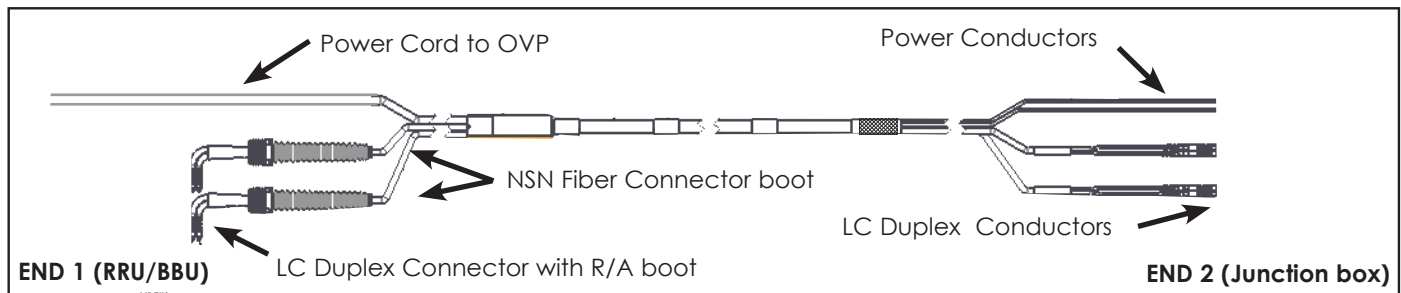 Power Cord to OVP
Power Conductors
NSN Fiber Connector boot
LC Duplex Conductors
LC Duplex Connector with R/A boot
END 1 (RRU/BBU)
END 2 (Junction box)